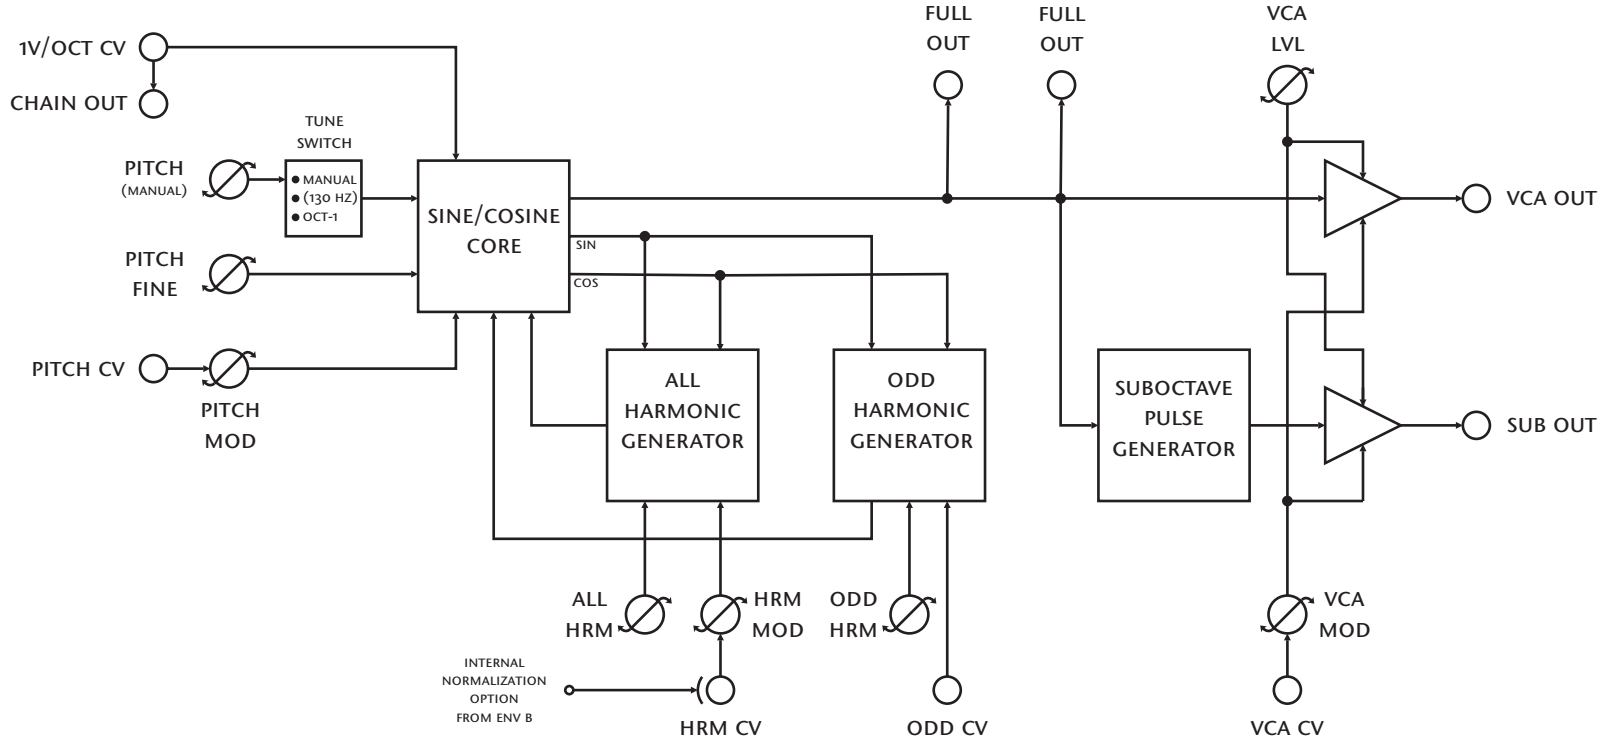 FULL
OUT
FULL
OUT
VCA
LVL
1V/OCT CV
CHAIN OUT
TUNE
SWITCH
PITCH
(MANUAL)
MANUAL
(130 HZ)
OCT-1
SINE/COSINE
CORE
SIN
COS
VCA OUT
PITCH
FINE
PITCH CV
PITCH
MOD
ALL
HARMONIC
GENERATOR
ODD
HARMONIC
GENERATOR
SUBOCTAVE
PULSE
GENERATOR
SUB OUT
ALL
HRM
HRM
MOD
ODD
HRM
VCA
MOD
INTERNAL
NORMALIZATION
OPTION
FROM ENV B
HRM CV
ODD CV
VCA CV